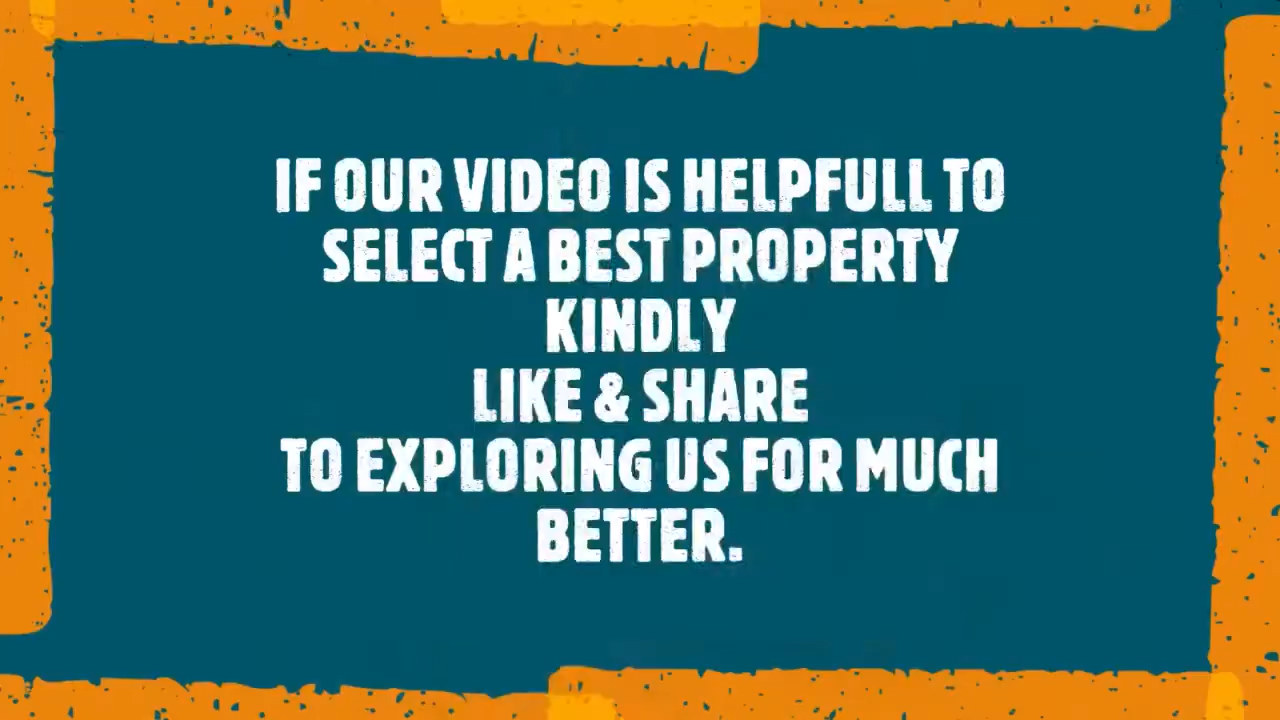 IF OUR VIDEO IS HELPFULL TO
SELECT A BEST PROPERTY
KINDLY
LIKE & SHARE
TO EXPLORING US FOR MUCH
BETTER.